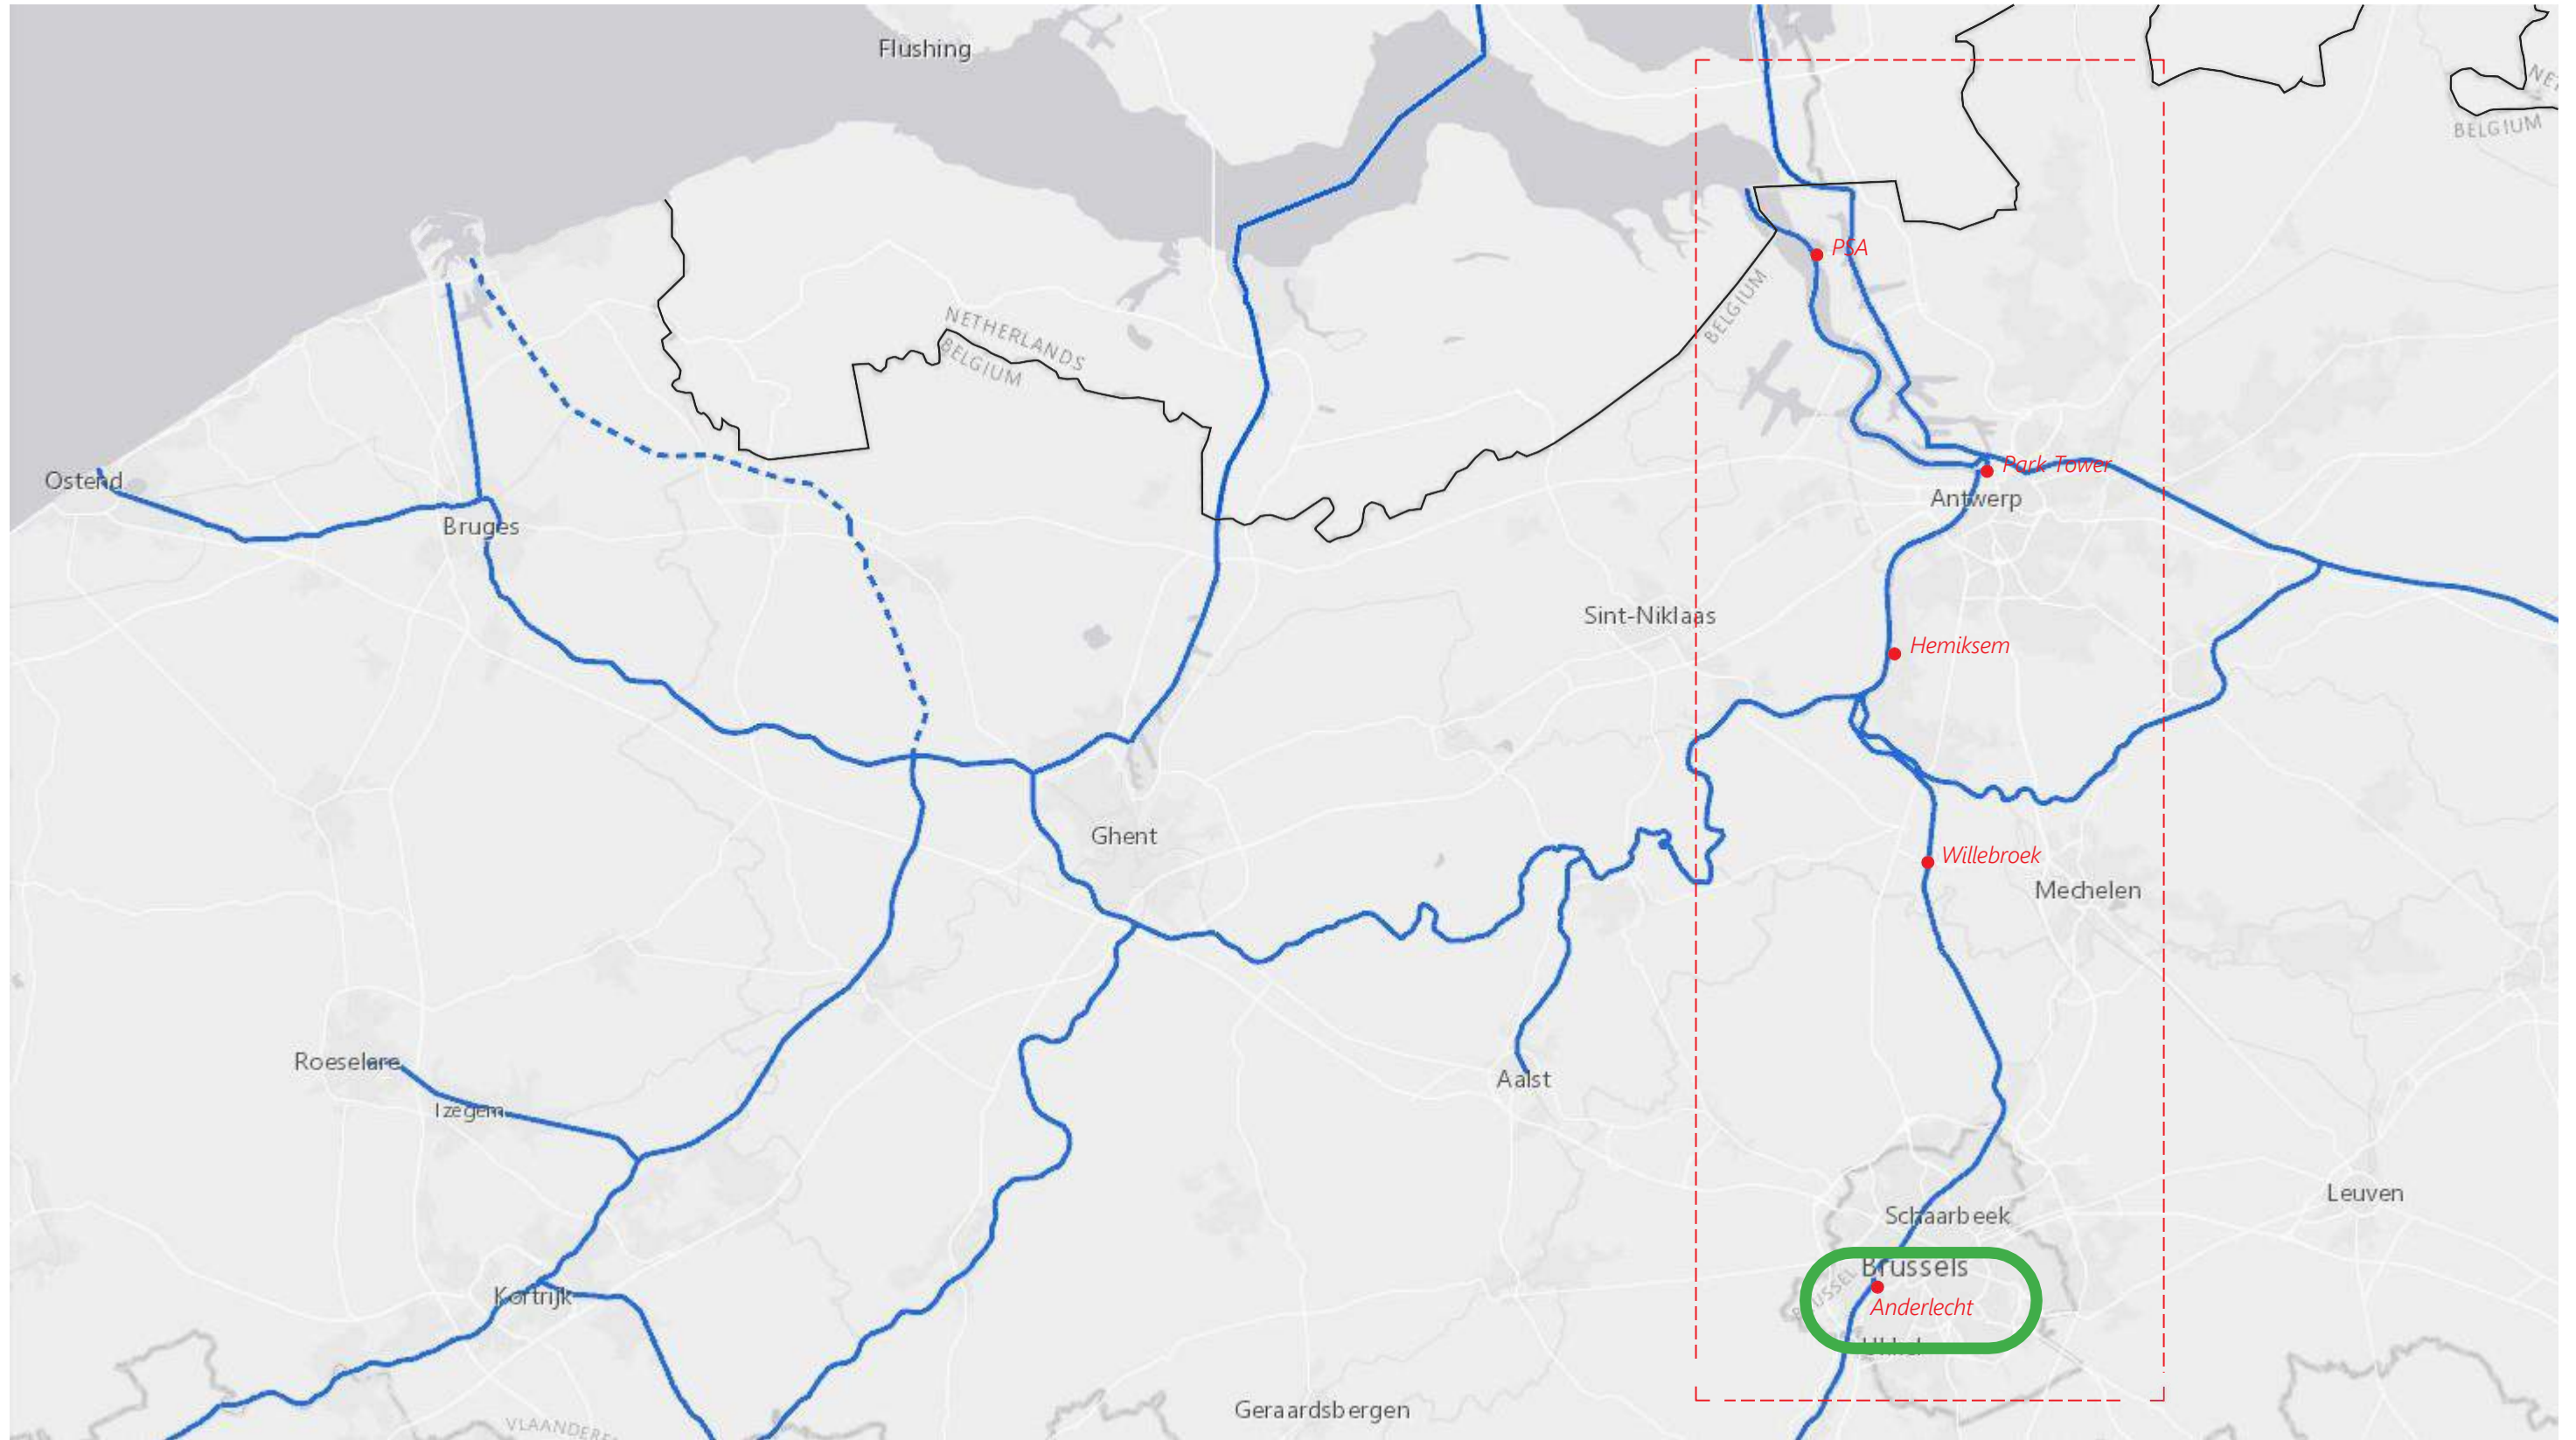 Flushing
BELGIUM
PSA
BELGIUM
NETHERLANDS
BELGIUM
Park Tower
Ostend
Antwerp
Bruges
Sint-Niklaas
Hemiksem
Ghent
Willebroek
Mechelen
Roeselare
Aalst
Izegem
Leuven
Schaarbeek
Brussels
Kortrijk
Anderlecht
Geraardsbergen